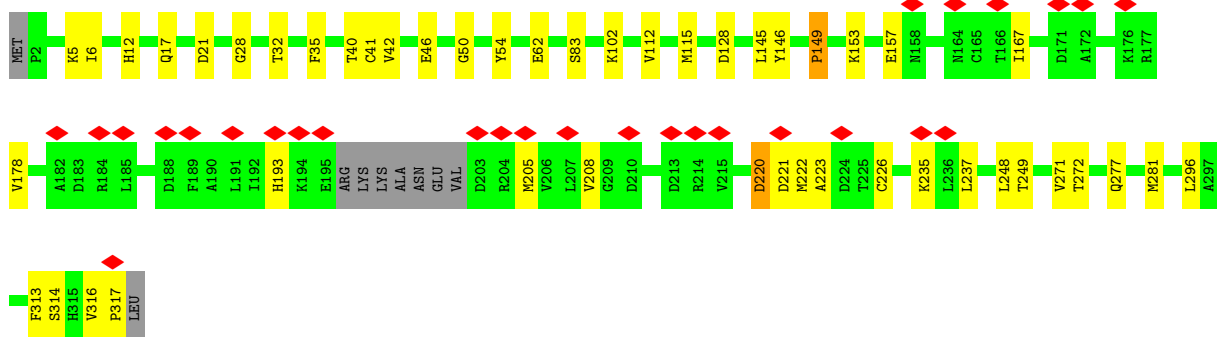 MET P2 K5 I6 H12 Q17 D21 G28 T32 F35 T40 C41 V42 E46 G50 Y54 E62 S83 K102 V112 M115 D128 L145 Y146 P149 K153 E157 N158 N164 C165 T166 I167 D171 A172 K176 R177
V178 A182 D183 R184 L185 D188 F189 A190 L191 I192 H193 K194 E195 ARG LYS LYS ALA ASN GLU VAL D203 R204 M205 V206 L207 V208 G209 D210 D213 R214 V215 D220 D221 M222 A223 D224 T225 C226 K235 L236 L237 L248 T249 V271 T272 Q277 M281 L296 A297
F313 S314 H315 V316 P317 LEU